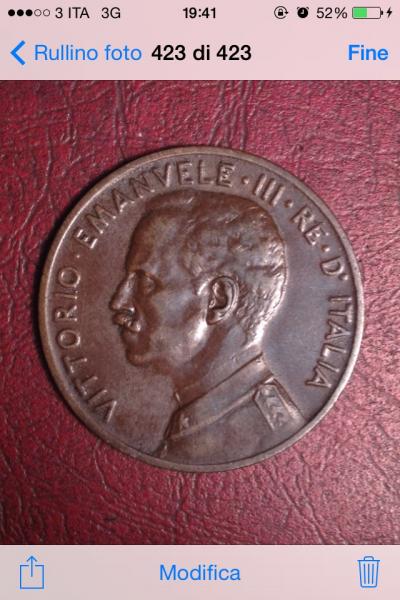 3 ITA 3G 19:41 52%
Rullino foto 423 di 423 Fine
VITTORIO · EMANVELE · III · RE · D'ITALIA
Modifica